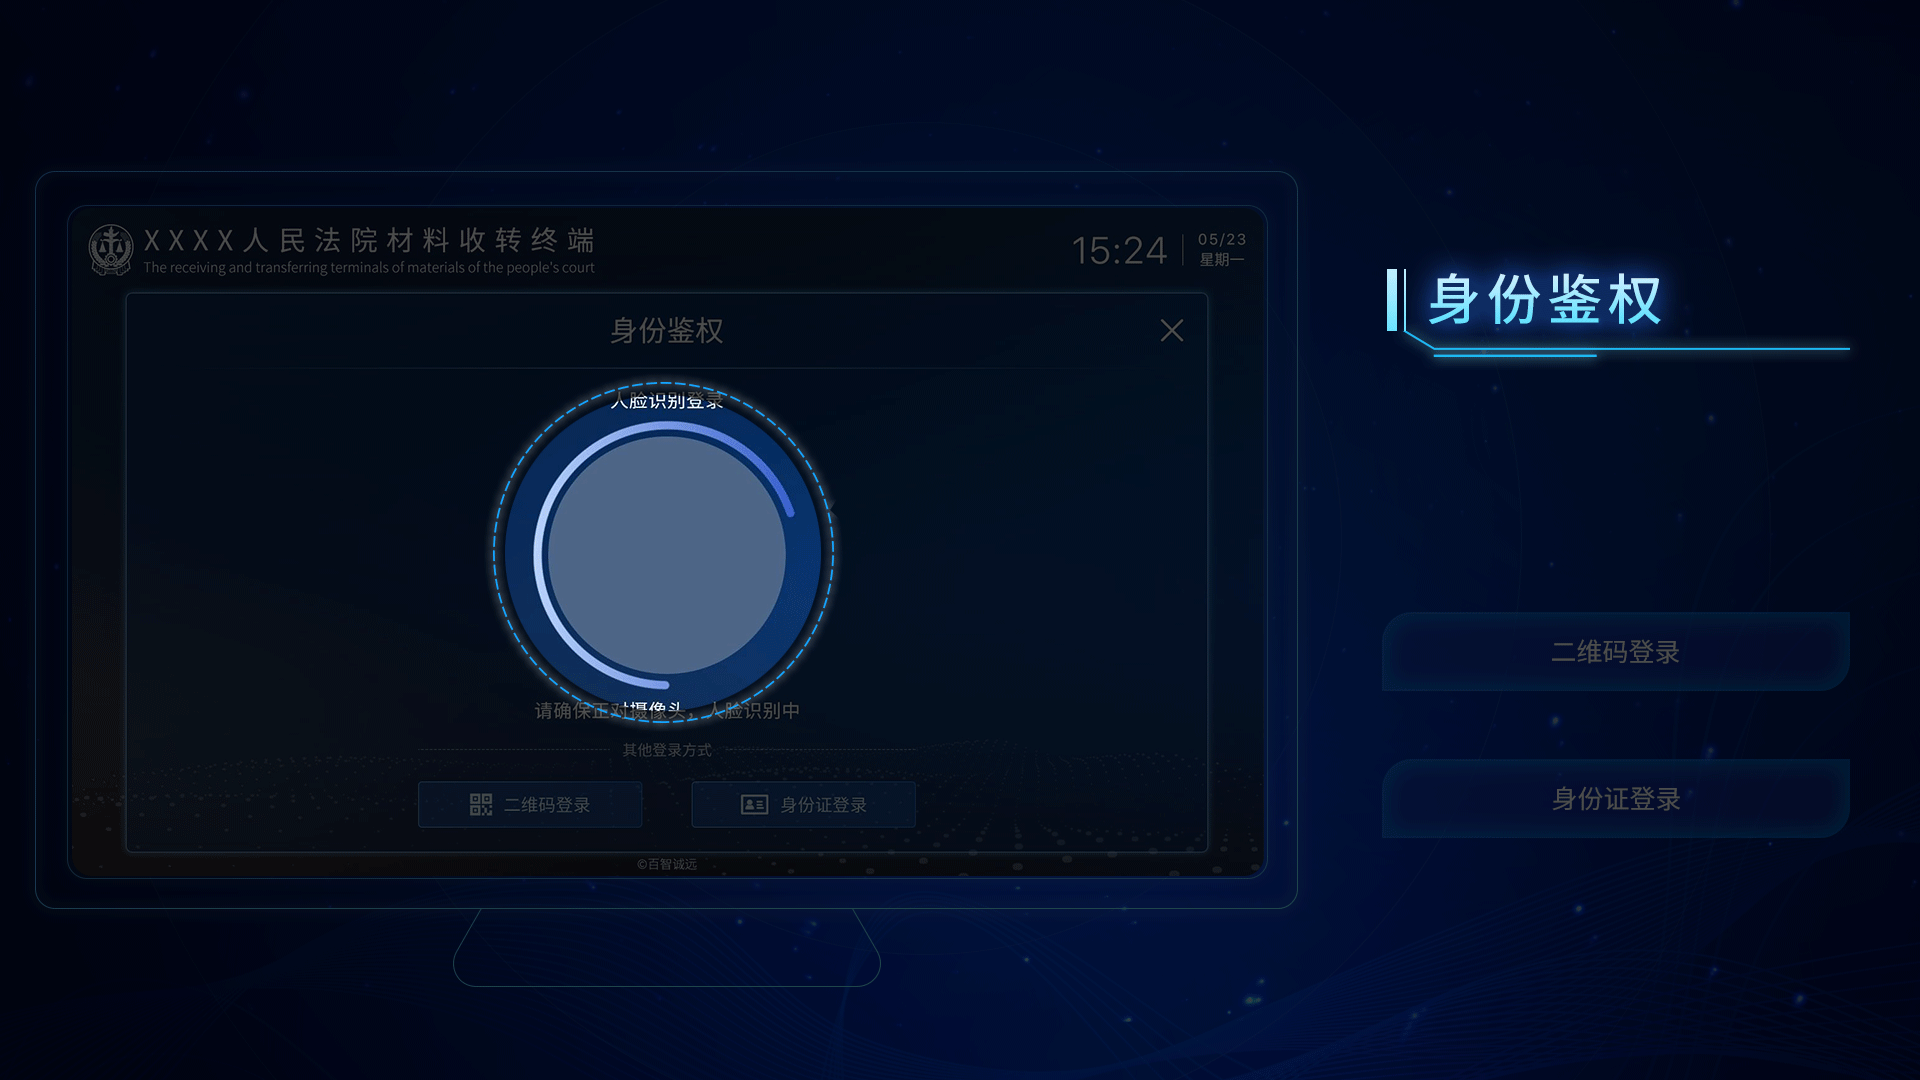 XXXX人民法院材料收转终端
The receiving and transferring terminals of materials of the people's court
15:24
05/23
星期一
身份鉴权
人脸识别登录
请确保正对摄像头，人脸识别中
其他登录方式
二维码登录
身份证登录
©百智诚远
身份鉴权
二维码登录
身份证登录